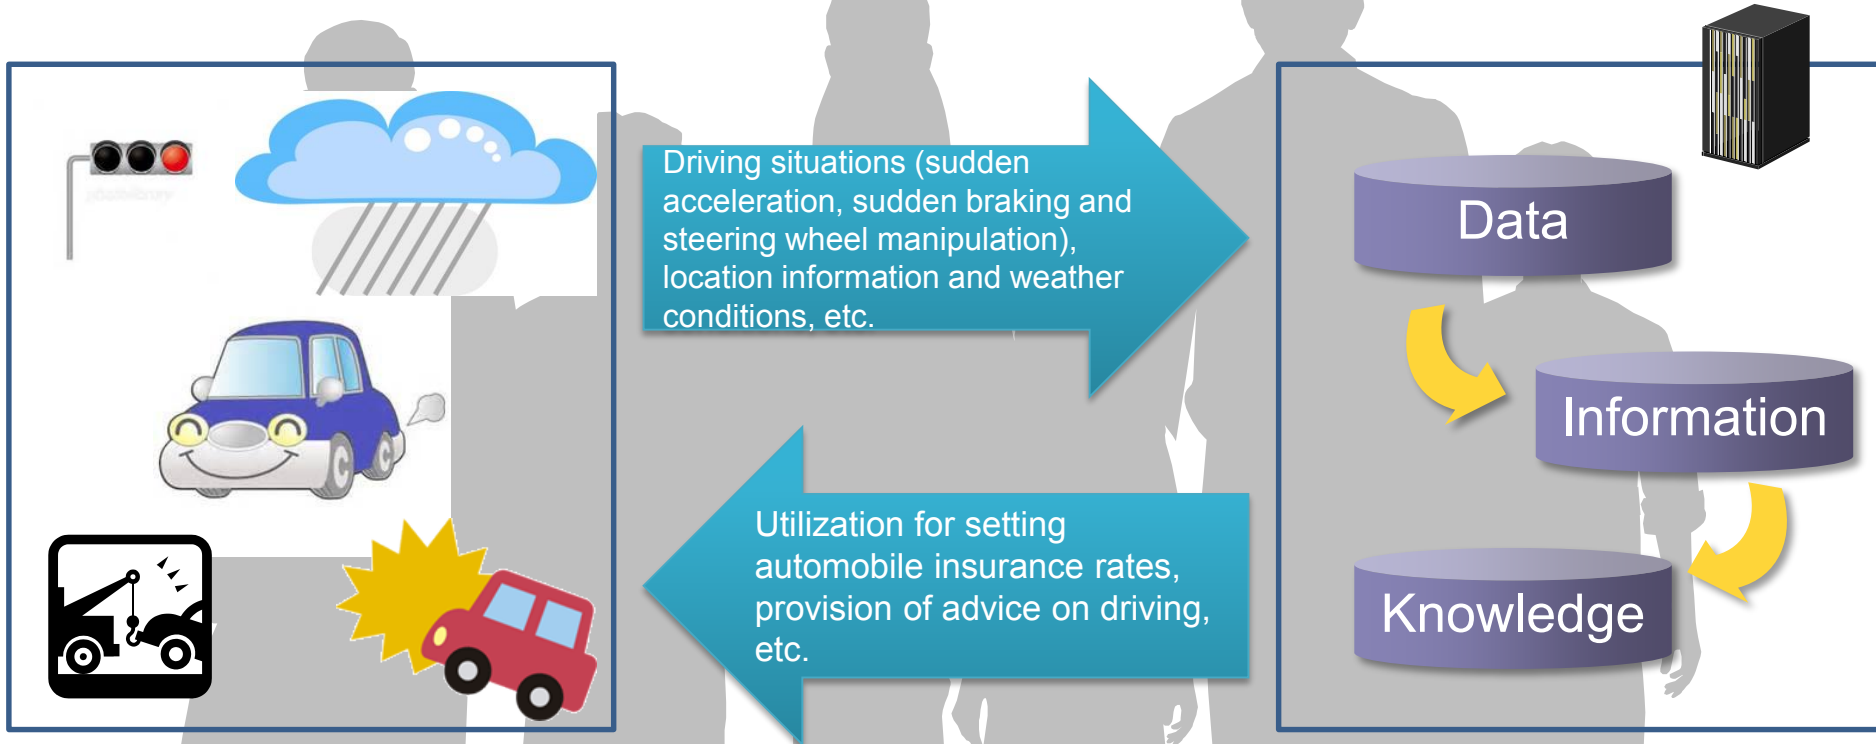 Driving situations (sudden
acceleration, sudden braking and
steering wheel manipulation),
location information and weather
conditions, etc.
Data
Information
Knowledge
Utilization for setting
automobile insurance rates,
provision of advice on driving,
etc.